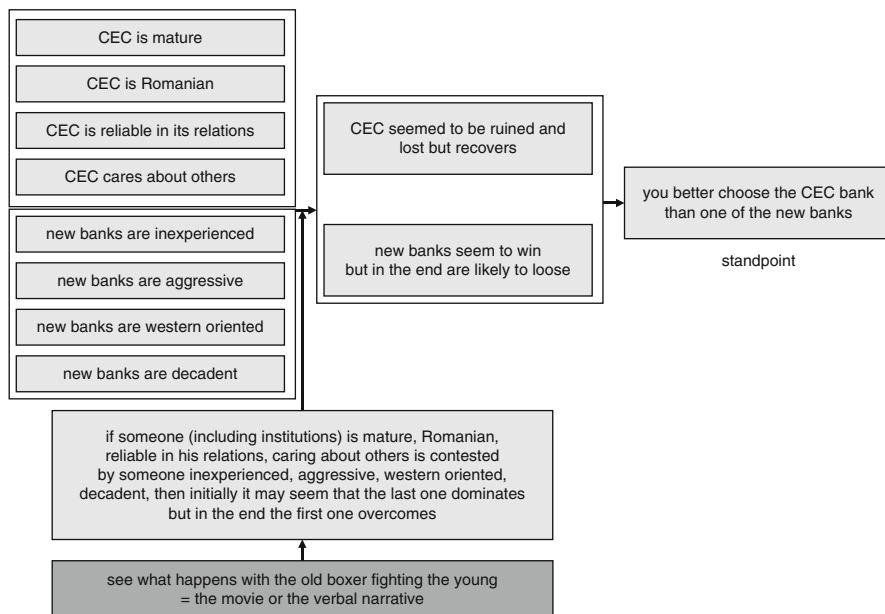 CEC is mature
CEC is Romanian
CEC is reliable in its relations
CEC cares about others
new banks are inexperienced
new banks are aggressive
new banks are western oriented
new banks are decadent
CEC seemed to be ruined and
lost but recovers
new banks seem to win
but in the end are likely to loose
you better choose the CEC bank
than one of the new banks
standpoint
if someone (including institutions) is mature, Romanian,
reliable in his relations, caring about others is contested
by someone inexperienced, aggressive, western oriented,
decadent, then initially it may seem that the last one dominates
but in the end the first one overcomes
see what happens with the old boxer fighting the young
= the movie or the verbal narrative